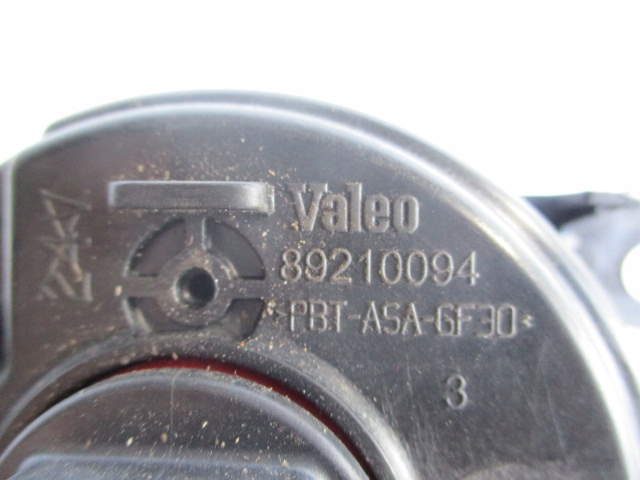 Valeo
89210094
*PBT-ASA-GF30*
3